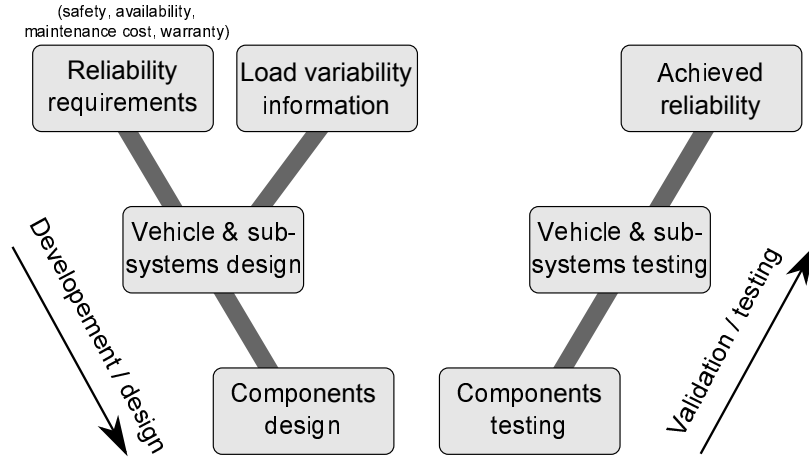 (safety, availability,
maintenance cost, warranty)
Reliability
requirements
Load variability
information
Achieved
reliability
Vehicle & sub-
systems design
Vehicle & sub-
systems testing
Developement / design
Validation / testing
Components
design
Components
testing